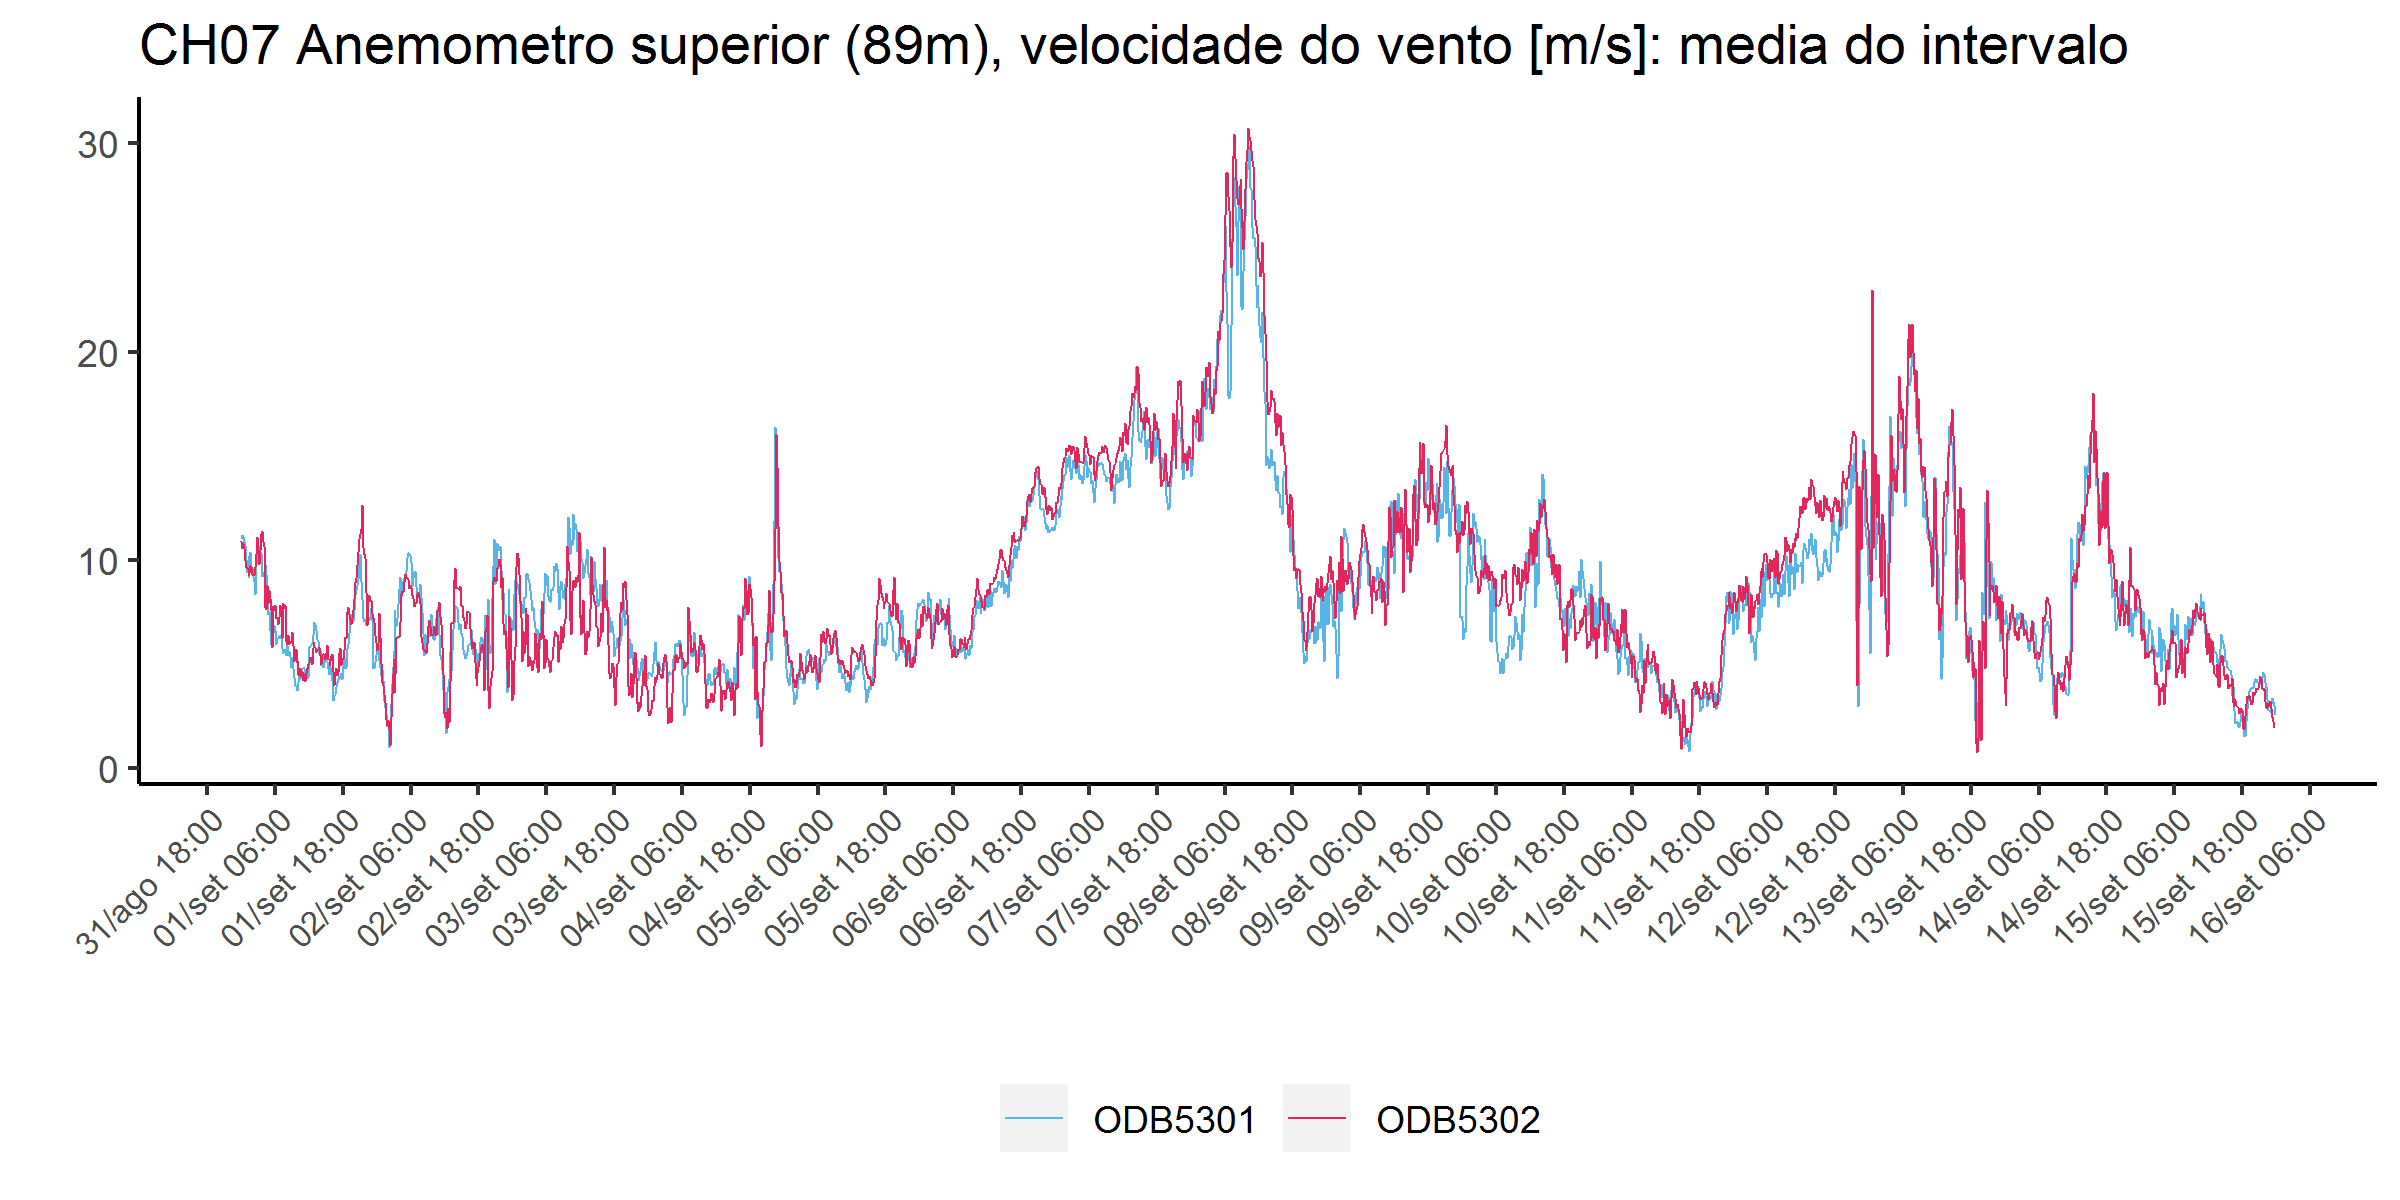 CH07 Anemometro superior (89m), velocidade do vento [m/s]: media do intervalo
30
20
10
0
31/ago 18:00
01/set 06:00
01/set 18:00
02/set 06:00
02/set 18:00
03/set 06:00
03/set 18:00
04/set 06:00
04/set 18:00
05/set 06:00
05/set 18:00
06/set 06:00
06/set 18:00
07/set 06:00
07/set 18:00
08/set 06:00
08/set 18:00
09/set 06:00
09/set 18:00
10/set 06:00
10/set 18:00
11/set 06:00
11/set 18:00
12/set 06:00
12/set 18:00
13/set 06:00
13/set 18:00
14/set 06:00
14/set 18:00
15/set 06:00
15/set 18:00
16/set 06:00
ODB5301
ODB5302